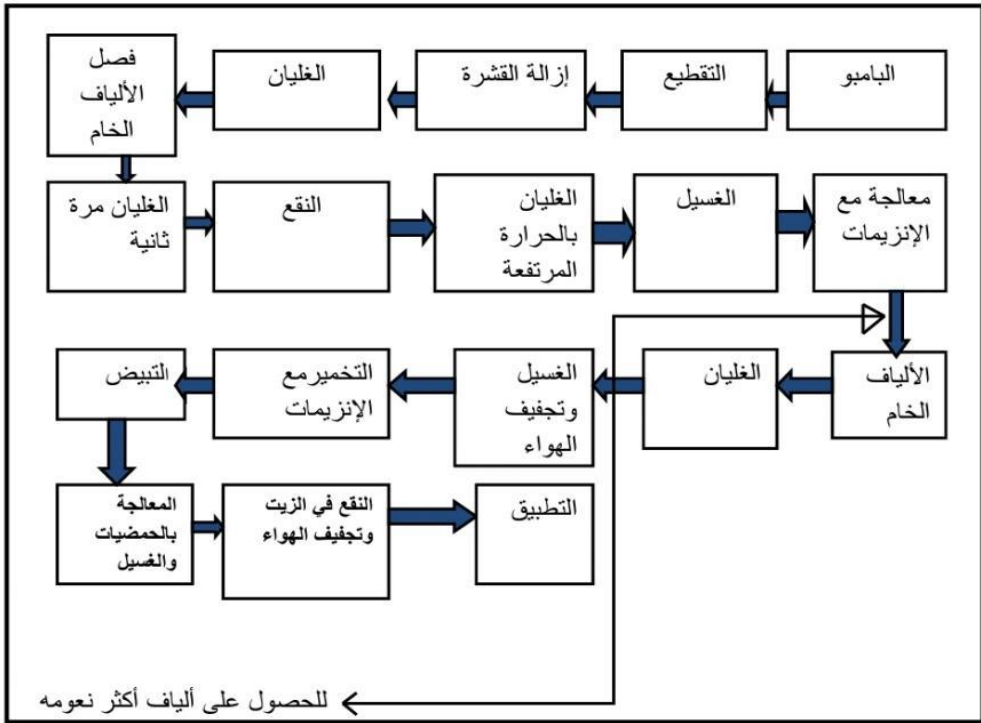 البامبو
التقطيع
إزالة القشرة
الغليان
فصل
الألياف
الخام
الغليان مرة
ثانية
النقع
الغليان
بالحرارة
المرتفعة
الغسيل
معالجة مع
الإنزيمات
الألياف
الخام
الغليان
الغسيل
وتجفيف
الهواء
التخميرمع
الإنزيمات
التبيض
المعالجة
بالحمضيات
والغسيل
النقع في الزيت
وتجفيف الهواء
التطبيق
للحصول على ألياف أكثر نعومه